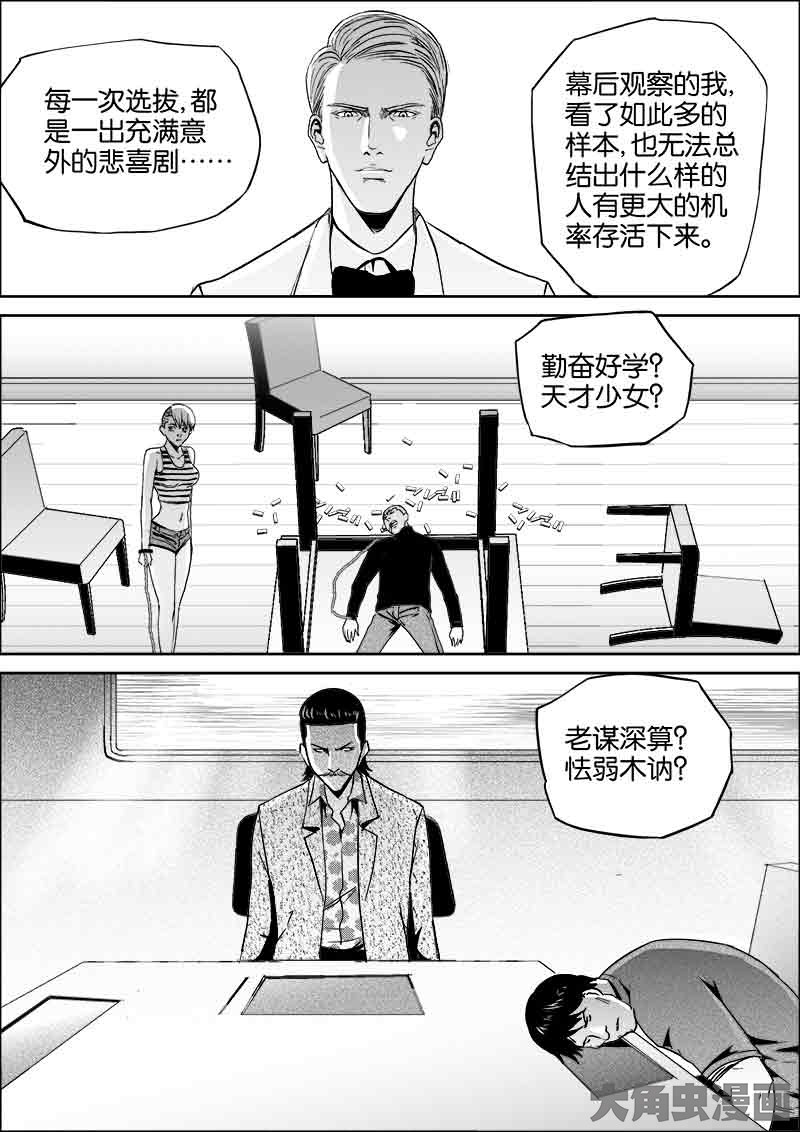 每一次选拔,都
是一出充满意
外的悲喜剧……
幕后观察的我,
看了如此多的
样本,也无法总
结出什么样的
人有更大的机
率存活下来。
勤奋好学?
天才少女?
老谋深算?
怯弱木讷?
大角虫漫画